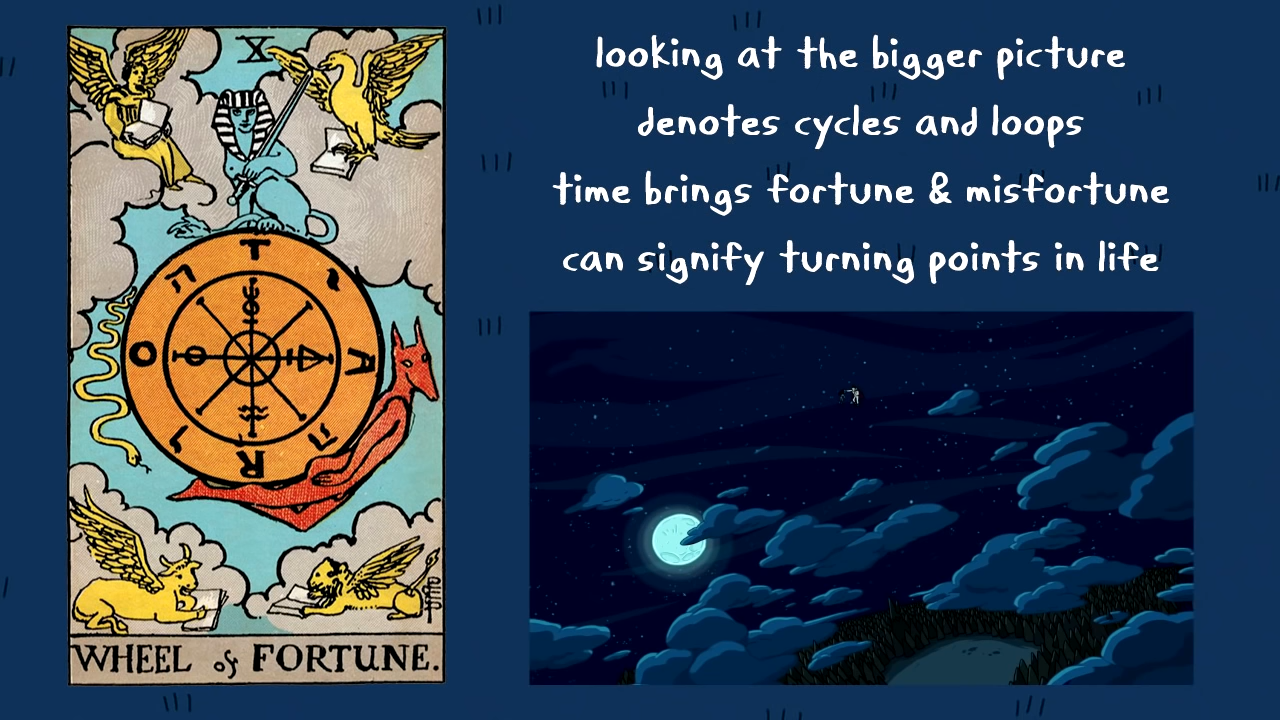 X
T
A
R
O
י
ה
ו
ה
WHEEL of FORTUNE.
looking at the bigger picture
denotes cycles and loops
time brings fortune & misfortune
can signify turning points in life